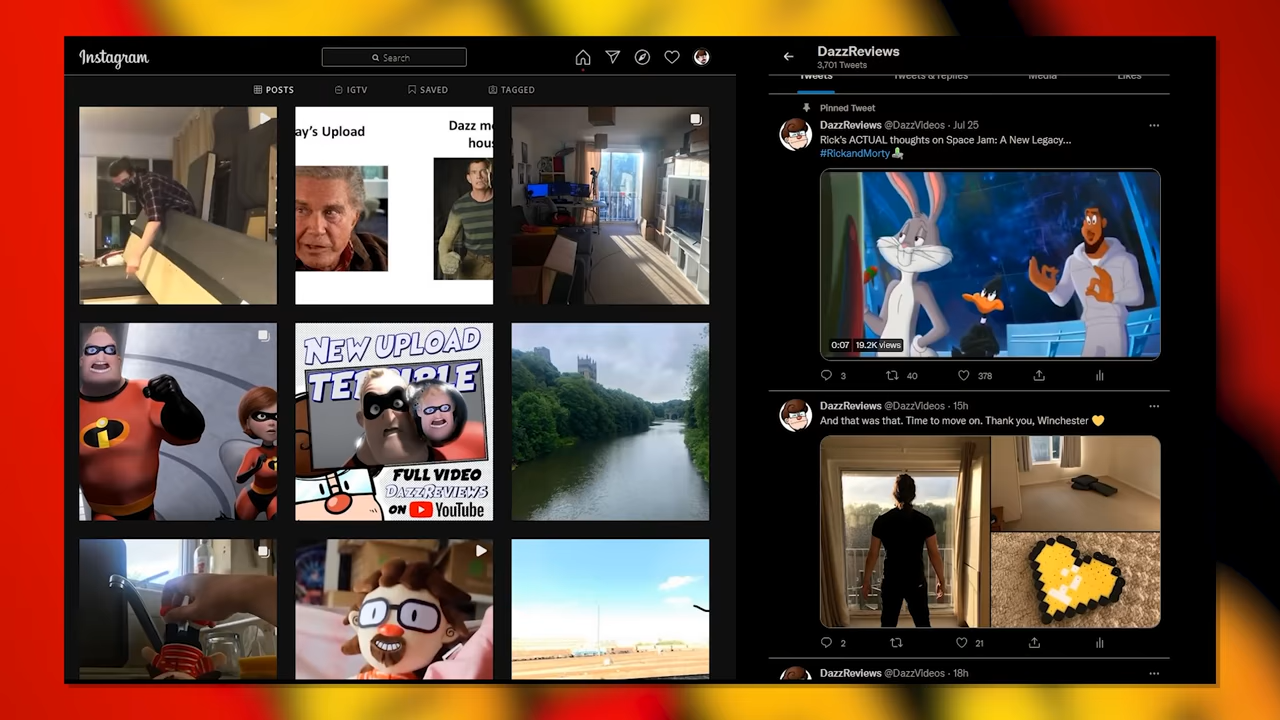 Instagram
Search
POSTS
IGTV
SAVED
TAGGED
ay's Upload
Dazz m
hous
NEW UPLOAD
TERRIBLE
FULL VIDEO
DAZZREVIEWS
ON YouTube
DazzReviews
3,701 Tweets
Tweets
Tweets & replies
Media
Likes
Pinned Tweet
DazzReviews @DazzVideos · Jul 25
Rick's ACTUAL thoughts on Space Jam: A New Legacy...
#RickandMorty
0:07 19.2K views
3 40 378
DazzReviews @DazzVideos · 15h
And that was that. Time to move on. Thank you, Winchester 💛
2 21
DazzReviews @DazzVideos · 18h